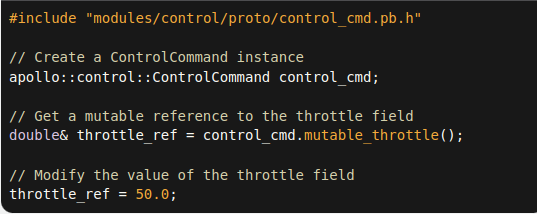 #include "modules/control/proto/control_cmd.pb.h"
// Create a ControlCommand instance
apollo::control::ControlCommand control_cmd;
// Get a mutable reference to the throttle field
double& throttle_ref = control_cmd.mutable_throttle();
// Modify the value of the throttle field
throttle_ref = 50.0;